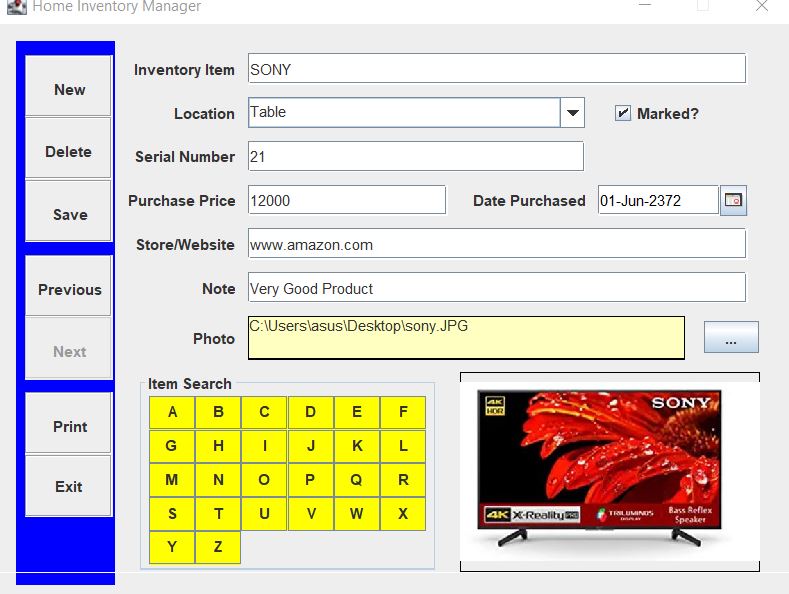 Home Inventory Manager
New
Delete
Save
Previous
Next
Print
Exit
Inventory Item SONY
Location Table Marked?
Serial Number 21
Purchase Price 12000 Date Purchased 01-Jun-2372
Store/Website www.amazon.com
Note Very Good Product
Photo C:\Users\asus\Desktop\sony.JPG ...
Item Search
A B C D E F
G H I J K L
M N O P Q R
S T U V W X
Y Z
4K HDR
SONY
4K X-Reality PRO
TRILUMINOS DISPLAY
Bass Reflex Speaker